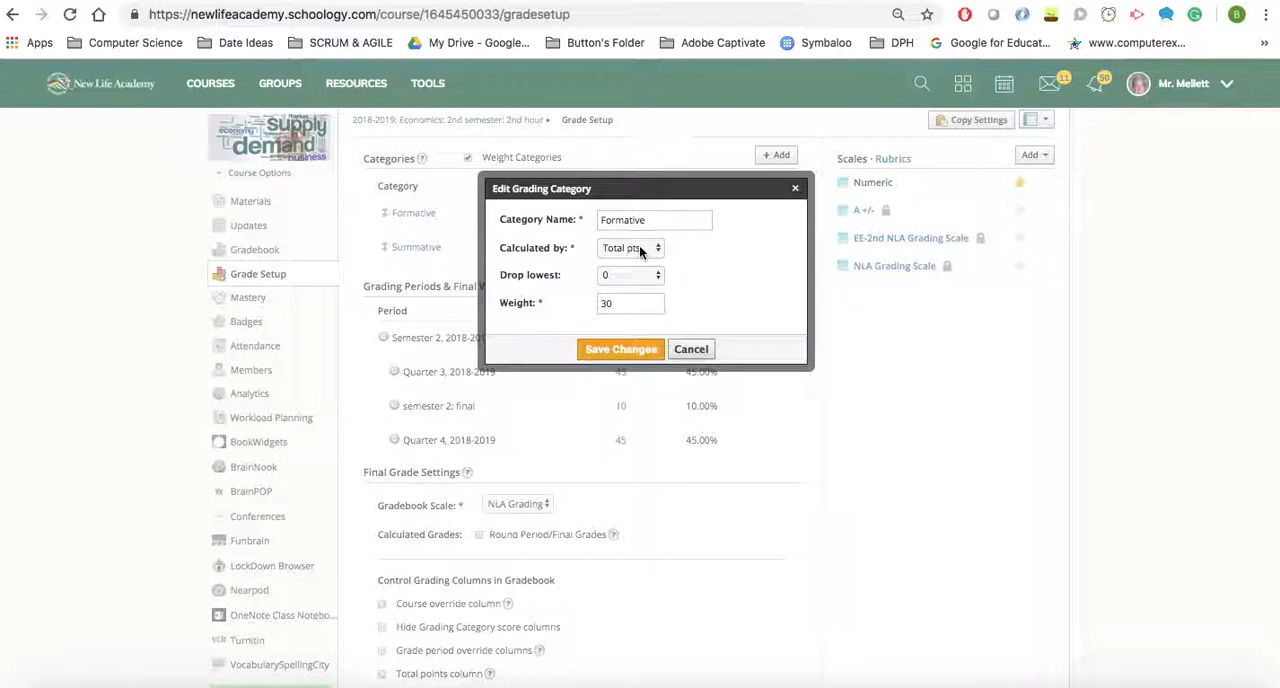 https://newlifeacademy.schoology.com/course/1645450033/gradesetup
B
Apps Computer Science Date Ideas SCRUM & AGILE My Drive - Google... Button's Folder Adobe Captivate Symbaloo DPH Google for Educat... www.computerex... »
New Life Academy COURSES GROUPS RESOURCES TOOLS 11 50 Mr. Mellett
supply
demand
economy
business
2018-2019: Economics: 2nd semester: 2nd hour ▸ Grade Setup Copy Settings
Course Options
Materials
Updates
Gradebook
Grade Setup
Mastery
Badges
Attendance
Members
Analytics
Workload Planning
BookWidgets
BrainNook
BrainPOP
Conferences
Funbrain
LockDown Browser
Nearpod
OneNote Class Notebo...
Turnitin
VocabularySpellingCity
Categories ? Weight Categories + Add
Category
Formative
Summative
Grading Periods & Final
Period
Semester 2, 2018-20
Quarter 3, 2018-2019 45 45.00%
semester 2: final 10 10.00%
Quarter 4, 2018-2019 45 45.00%
Final Grade Settings ?
Gradebook Scale: * NLA Grading
Calculated Grades: Round Period/Final Grades ?
Control Grading Columns in Gradebook
Course override column ?
Hide Grading Category score columns
Grade period override columns ?
Total points column ?
Edit Grading Category ×
Category Name: * Formative
Calculated by: * Total pts
Drop lowest: 0
Weight: * 30
Save Changes Cancel
Scales · Rubrics Add
Numeric
A +/-
EE-2nd NLA Grading Scale
NLA Grading Scale